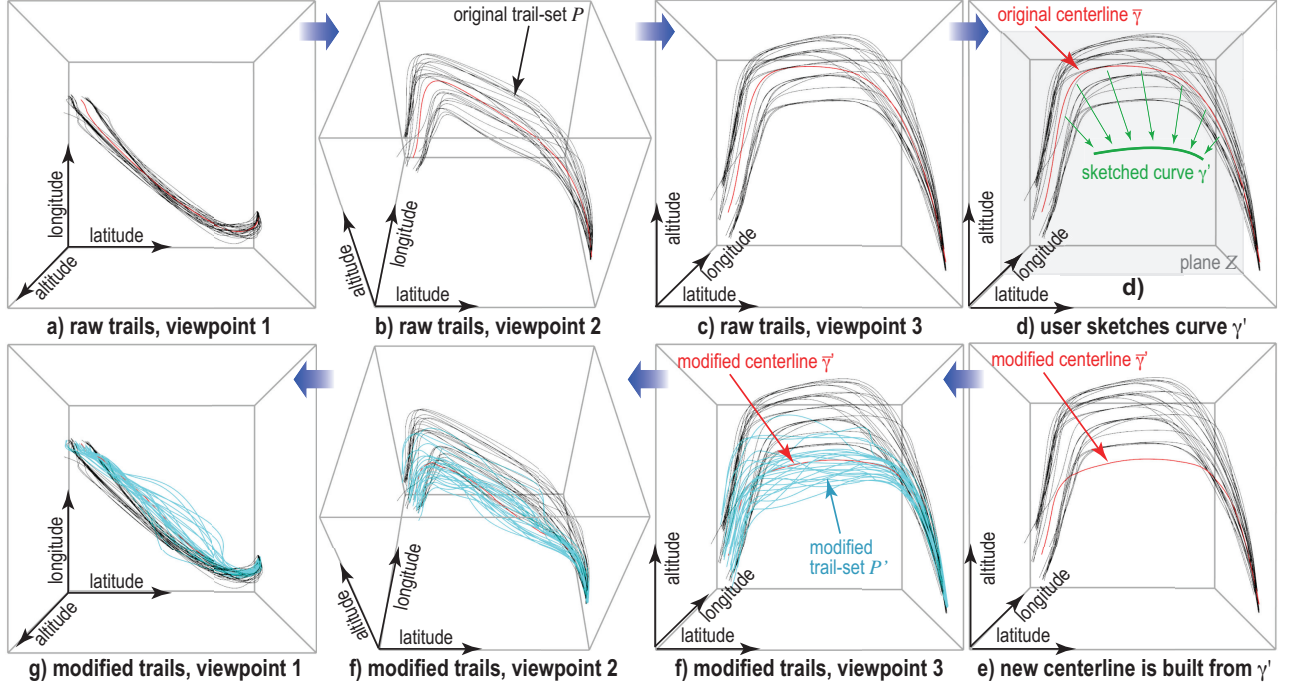 original trail-set P
original centerline γ̅
sketched curve γ'
plane Z
d)
longitude
latitude
altitude
longitude
altitude
latitude
altitude
longitude
latitude
altitude
longitude
latitude
a) raw trails, viewpoint 1
b) raw trails, viewpoint 2
c) raw trails, viewpoint 3
d) user sketches curve γ'
modified centerline γ̅'
modified centerline γ̅'
modified
trail-set P'
longitude
latitude
altitude
longitude
altitude
latitude
altitude
longitude
latitude
altitude
longitude
latitude
g) modified trails, viewpoint 1
f) modified trails, viewpoint 2
f) modified trails, viewpoint 3
e) new centerline is built from γ'